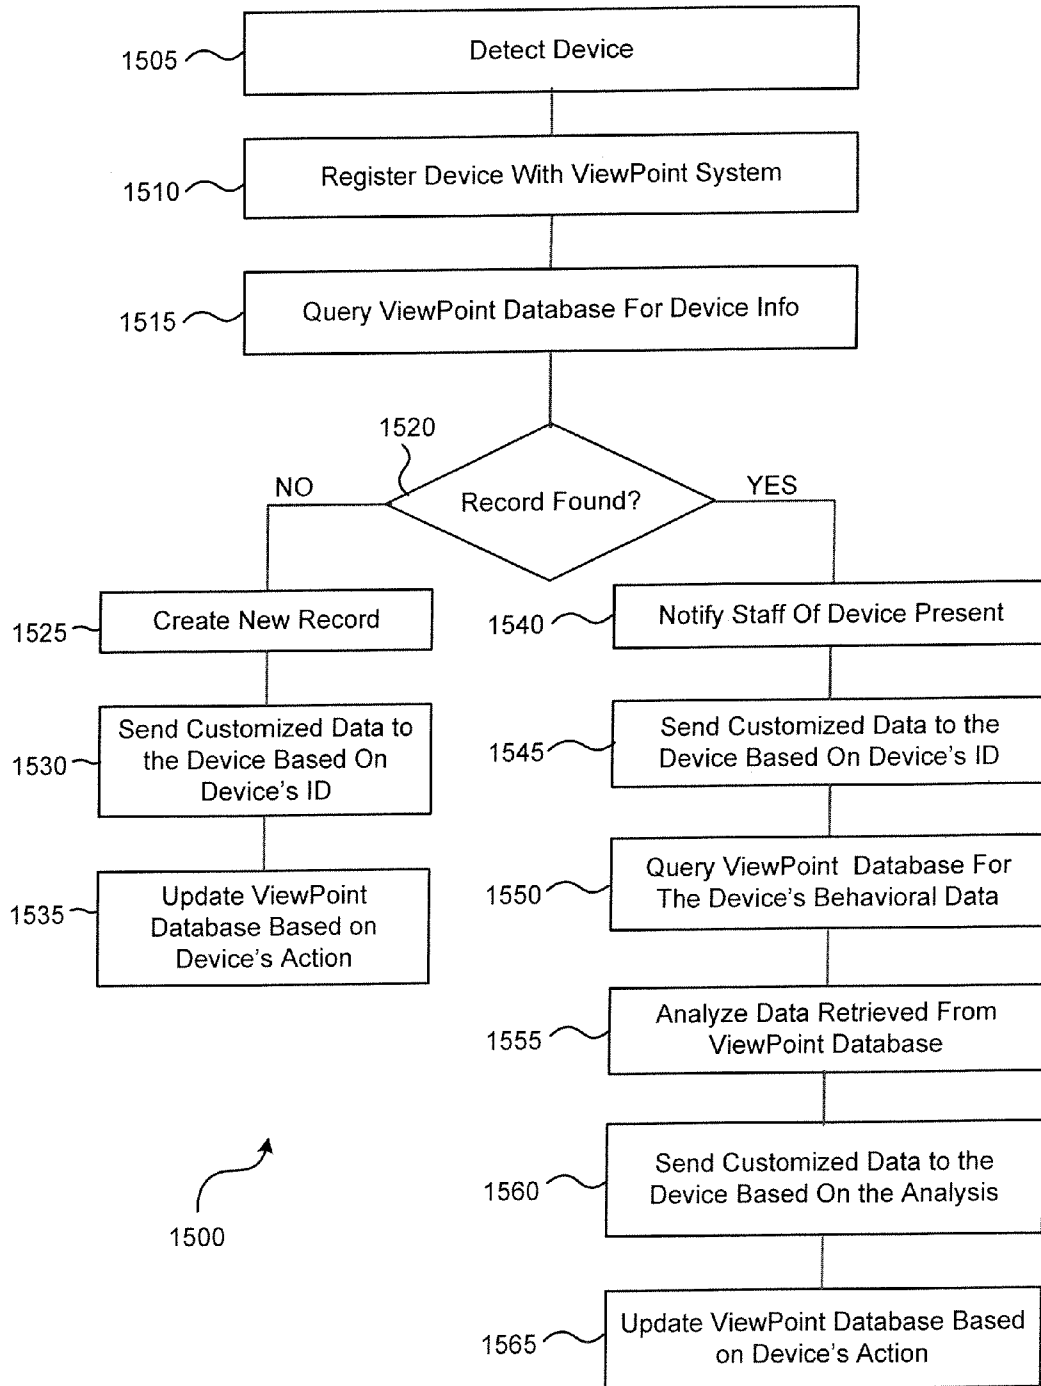 1505
Detect Device
1510
Register Device With ViewPoint System
1515
Query ViewPoint Database For Device Info
1520
Record Found?
NO
YES
1525
Create New Record
1530
Send Customized Data to
the Device Based On
Device's ID
1535
Update ViewPoint
Database Based on
Device's Action
1540
Notify Staff Of Device Present
1545
Send Customized Data to the
Device Based On Device's ID
1550
Query ViewPoint Database For
The Device's Behavioral Data
1555
Analyze Data Retrieved From
ViewPoint Database
1560
Send Customized Data to the
Device Based On the Analysis
1565
Update ViewPoint Database Based
on Device's Action
1500